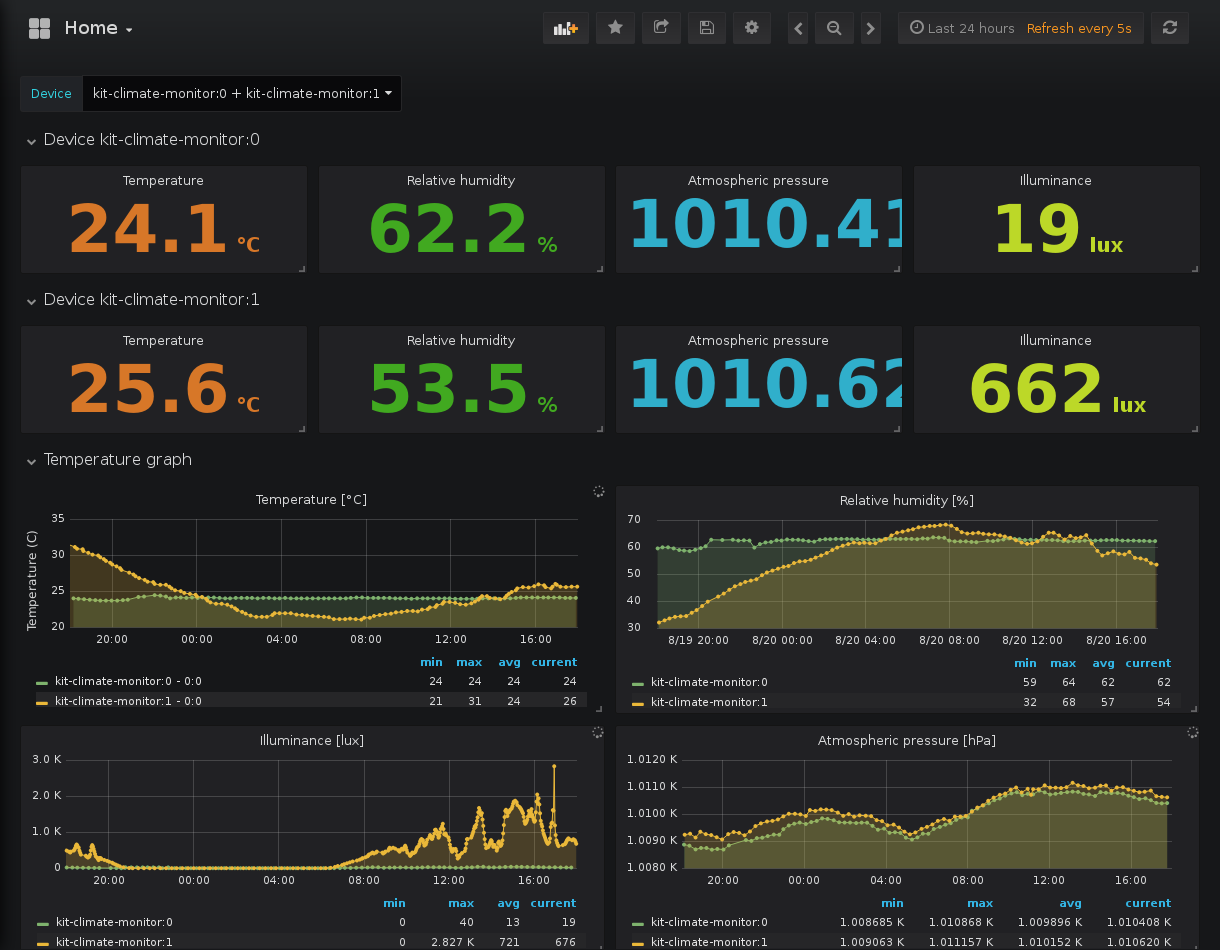 Home
Last 24 hours Refresh every 5s
Device kit-climate-monitor:0 + kit-climate-monitor:1
Device kit-climate-monitor:0
Temperature Relative humidity Atmospheric pressure Illuminance
24.1 °C 62.2 % 1010.41 19 lux
Device kit-climate-monitor:1
Temperature Relative humidity Atmospheric pressure Illuminance
25.6 °C 53.5 % 1010.62 662 lux
Temperature graph
Temperature [°C]
Temperature (C)
35
30
25
20
20:00 00:00 04:00 08:00 12:00 16:00
min max avg current
kit-climate-monitor:0 - 0:0 24 24 24 24
kit-climate-monitor:1 - 0:0 21 31 24 26
Relative humidity [%]
70
60
50
40
30
8/19 20:00 8/20 00:00 8/20 04:00 8/20 08:00 8/20 12:00 8/20 16:00
min max avg current
kit-climate-monitor:0 59 64 62 62
kit-climate-monitor:1 32 68 57 54
Illuminance [lux]
3.0 K
2.0 K
1.0 K
0
20:00 00:00 04:00 08:00 12:00 16:00
min max avg current
kit-climate-monitor:0 0 40 13 19
kit-climate-monitor:1 0 2.827 K 721 676
Atmospheric pressure [hPa]
1.0120 K
1.0110 K
1.0100 K
1.0090 K
1.0080 K
20:00 00:00 04:00 08:00 12:00 16:00
min max avg current
kit-climate-monitor:0 1.008685 K 1.010868 K 1.009896 K 1.010408 K
kit-climate-monitor:1 1.009063 K 1.011157 K 1.010152 K 1.010620 K